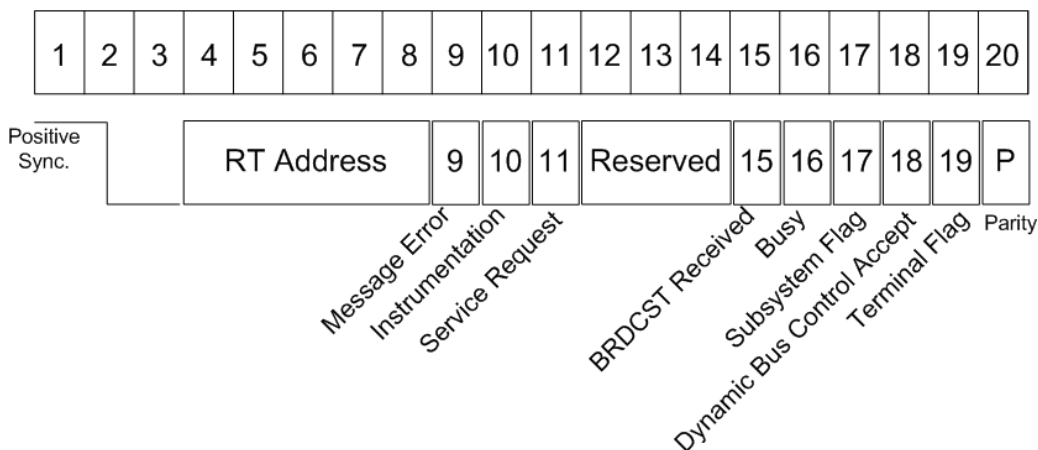 1 2 3 4 5 6 7 8 9 10 11 12 13 14 15 16 17 18 19 20
Positive
Sync.
RT Address 9 10 11 Reserved 15 16 17 18 19 P
Message Error
Instrumentation
Service Request
BRDCST Received
Busy
Subsystem Flag
Dynamic Bus Control Accept
Terminal Flag
Parity